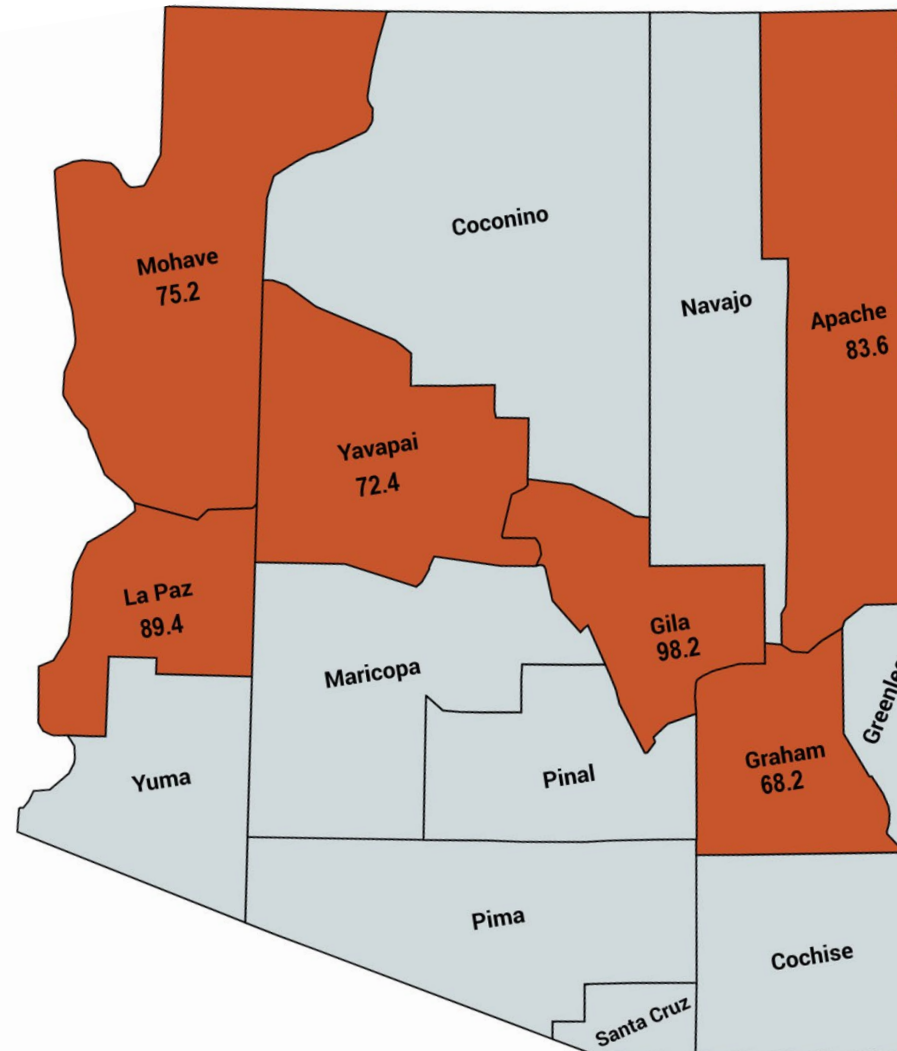 Coconino
Mohave
75.2
Navajo
Apache
83.6
Yavapai
72.4
La Paz
89.4
Gila
98.2
Maricopa
Graham
68.2
Yuma
Pinal
Pima
Cochise
Santa Cruz